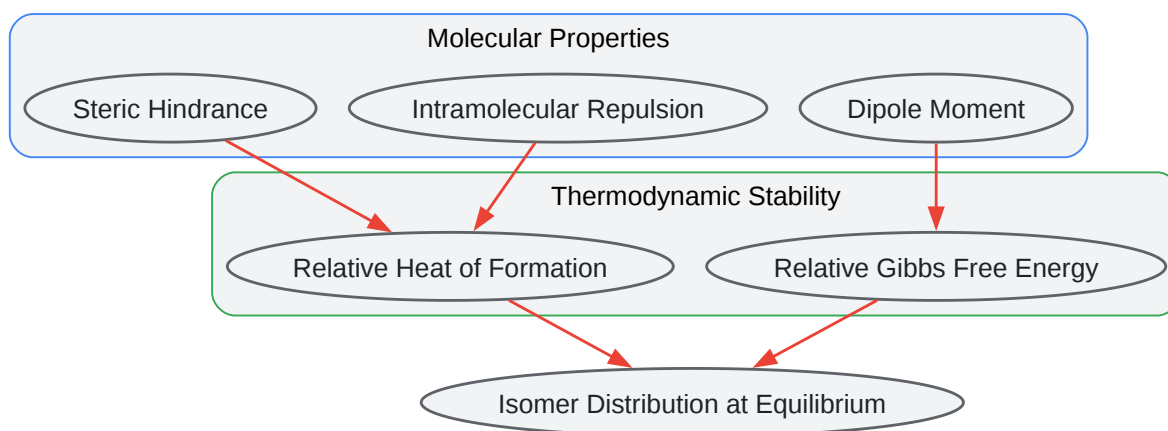 Molecular Properties
Steric Hindrance
Intramolecular Repulsion
Dipole Moment
Thermodynamic Stability
Relative Heat of Formation
Relative Gibbs Free Energy
Isomer Distribution at Equilibrium